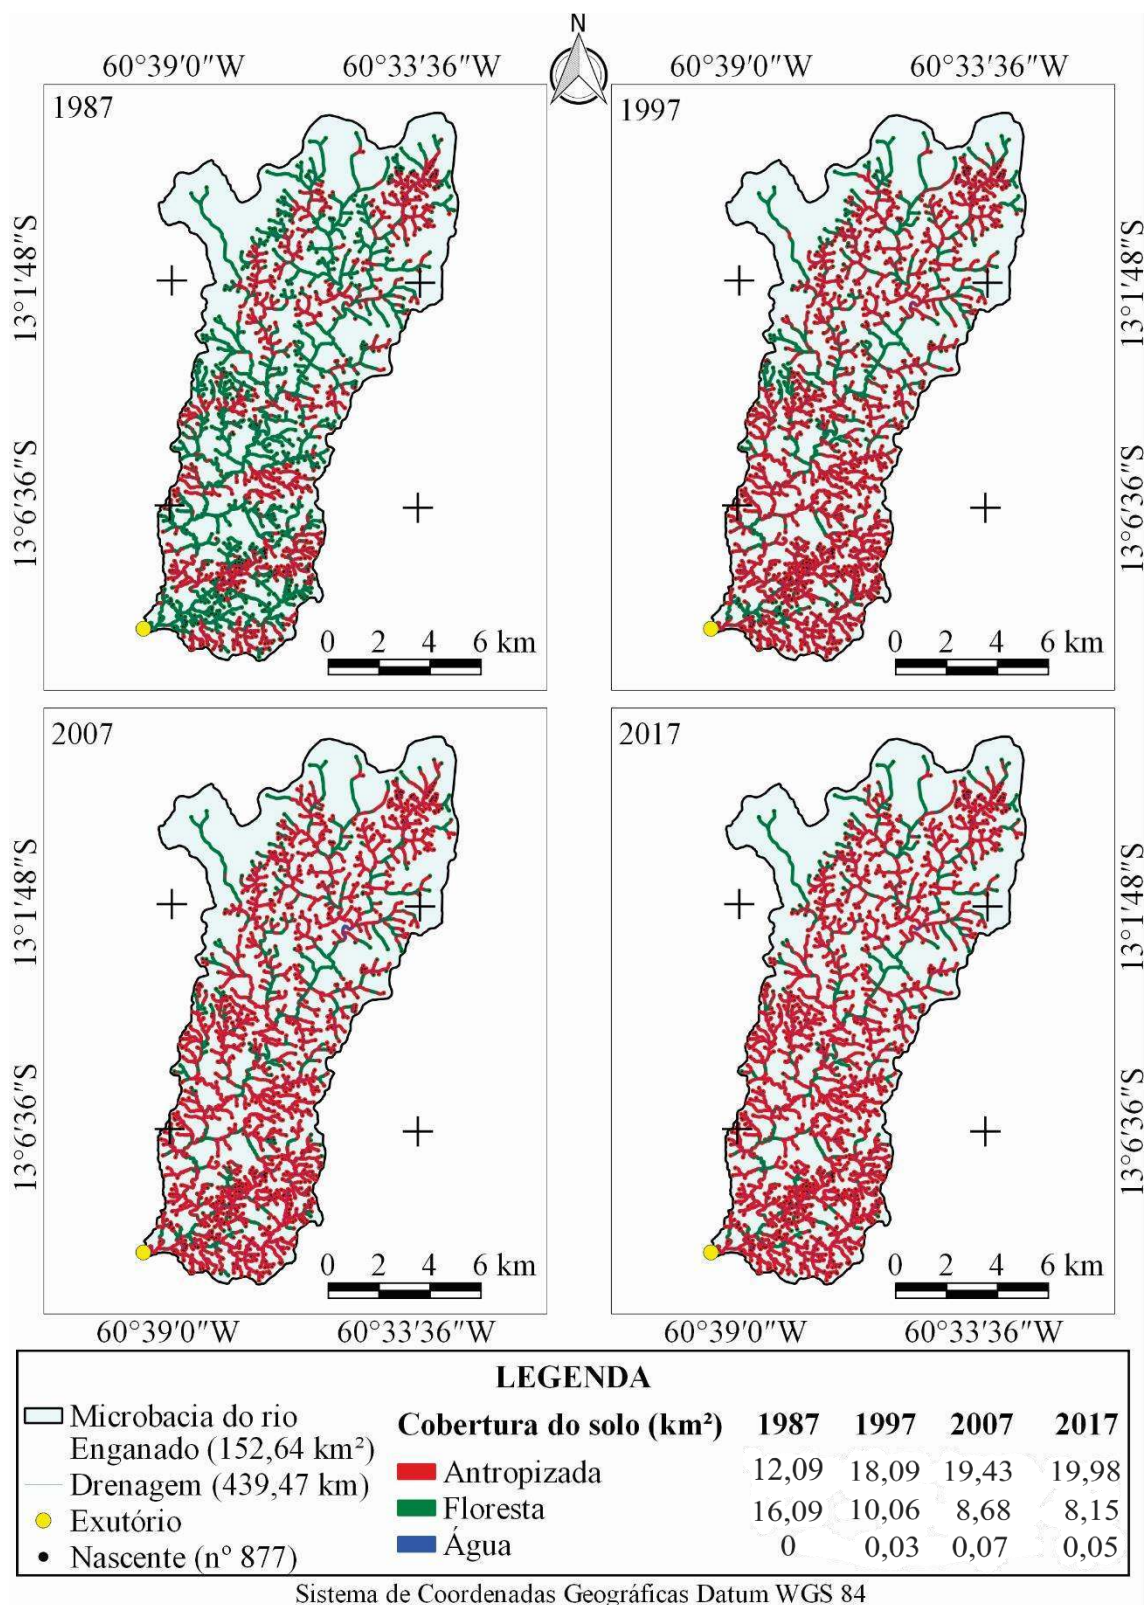 N
60°39'0"W 60°33'36"W 60°39'0"W 60°33'36"W
1987 1997
13°1'48"S 13°1'48"S
13°6'36"S 13°6'36"S
0 2 4 6 km 0 2 4 6 km
2007 2017
13°1'48"S 13°1'48"S
13°6'36"S 13°6'36"S
0 2 4 6 km 0 2 4 6 km
60°39'0"W 60°33'36"W 60°39'0"W 60°33'36"W
LEGENDA
Microbacia do rio
Enganado (152,64 km²)
Drenagem (439,47 km)
Exutório
Nascente (nº 877)
Cobertura do solo (km²) 1987 1997 2007 2017
Antropizada 12,09 18,09 19,43 19,98
Floresta 16,09 10,06 8,68 8,15
Água 0 0,03 0,07 0,05
Sistema de Coordenadas Geográficas Datum WGS 84